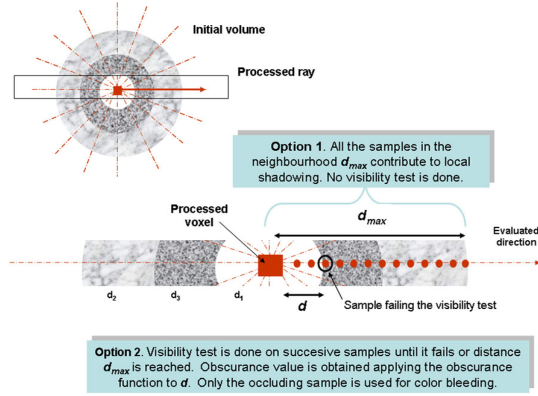 Initial volume
Processed ray
Option 1. All the samples in the
neighbourhood dmax contribute to local
shadowing. No visibility test is done.
Processed
voxel
dmax
Evaluated
direction
d2
d3
d1
d
Sample failing the visibility test
Option 2. Visibility test is done on succesive samples until it fails or distance
dmax is reached. Obscurance value is obtained applying the obscurance
function to d. Only the occluding sample is used for color bleeding.